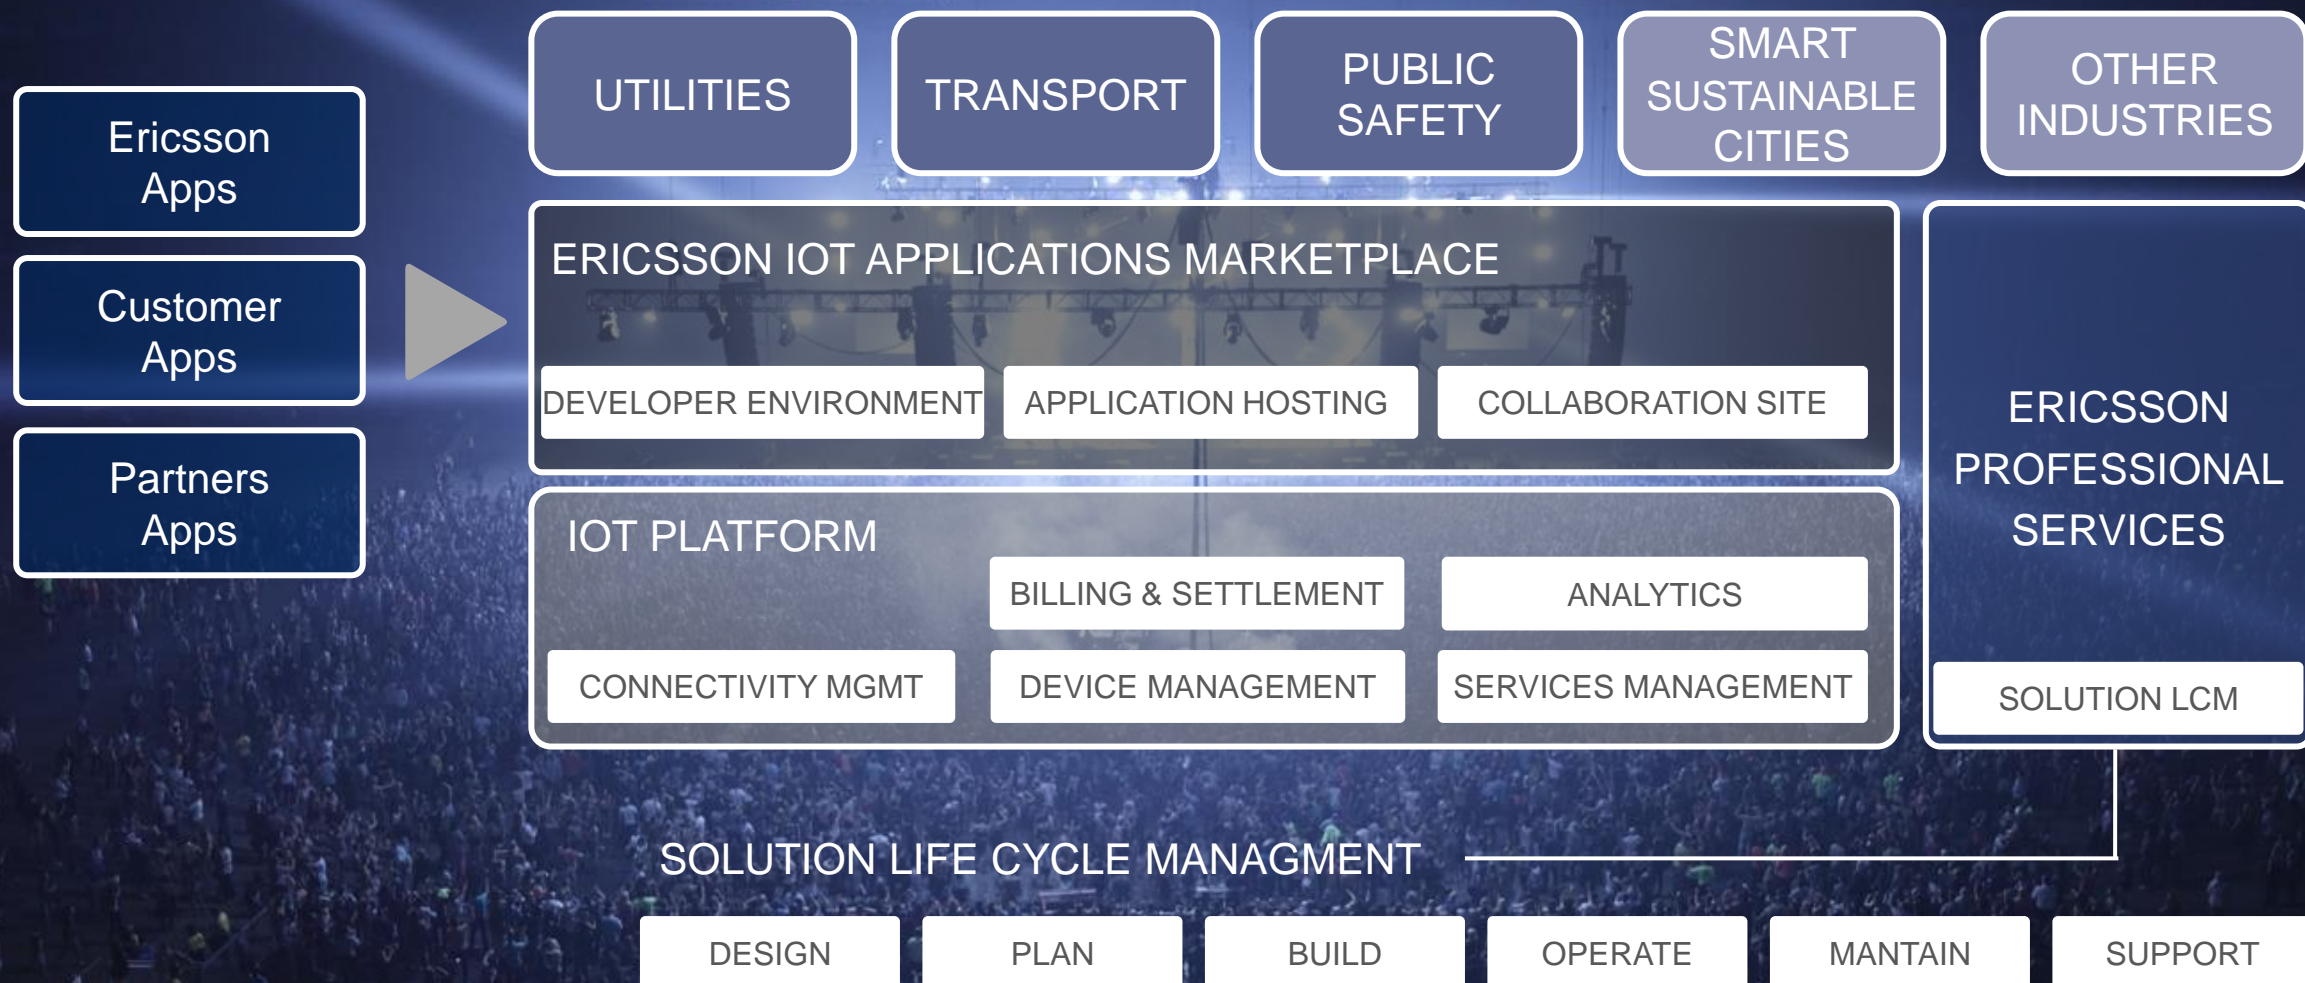 UTILITIES
TRANSPORT
PUBLIC
SAFETY
SMART
SUSTAINABLE
CITIES
OTHER
INDUSTRIES
Ericsson
Apps
Customer
Apps
Partners
Apps
ERICSSON IOT APPLICATIONS MARKETPLACE
DEVELOPER ENVIRONMENT
APPLICATION HOSTING
COLLABORATION SITE
IOT PLATFORM
BILLING & SETTLEMENT
ANALYTICS
CONNECTIVITY MGMT
DEVICE MANAGEMENT
SERVICES MANAGEMENT
ERICSSON
PROFESSIONAL
SERVICES
SOLUTION LCM
SOLUTION LIFE CYCLE MANAGMENT
DESIGN
PLAN
BUILD
OPERATE
MANTAIN
SUPPORT